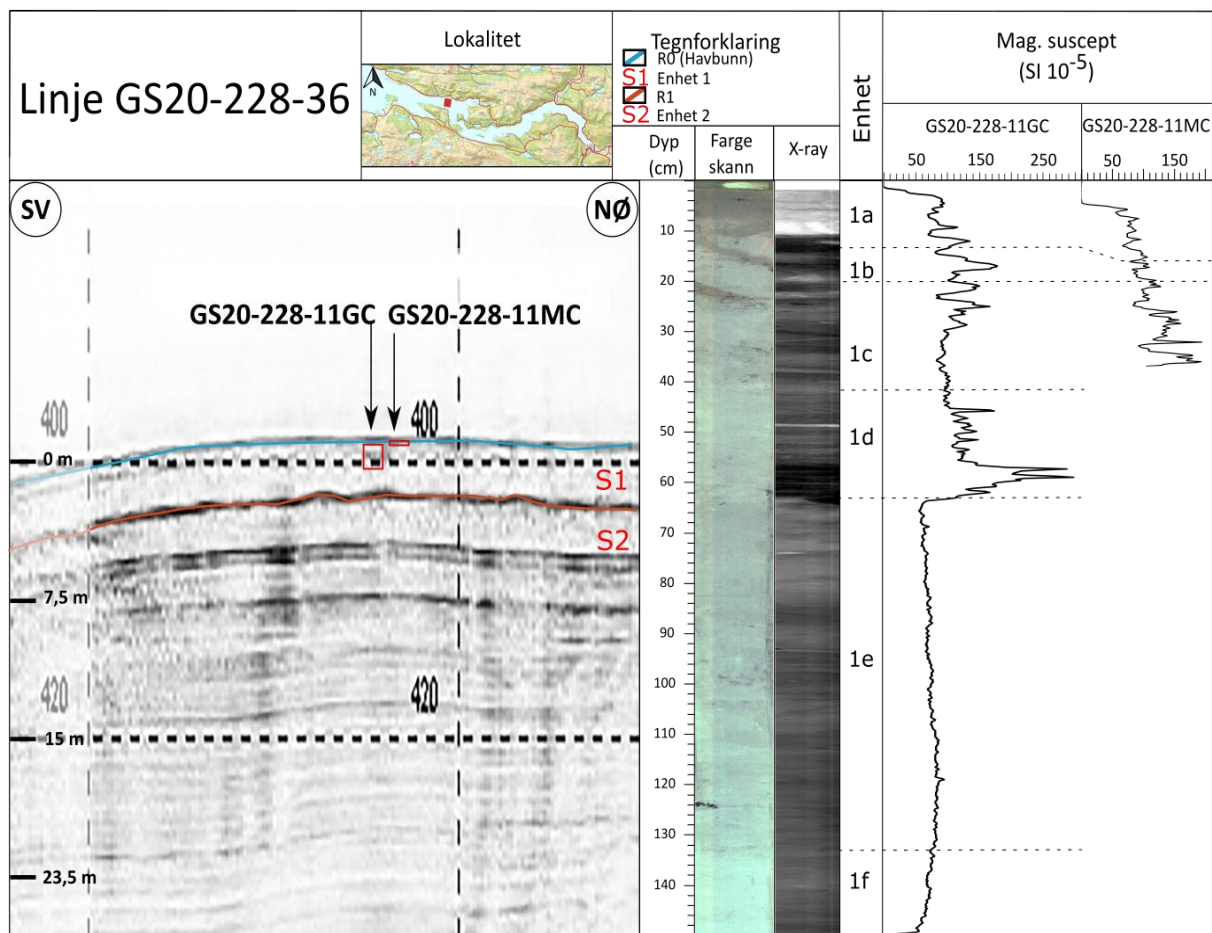 Linje GS20-228-36
Lokalitet
N
Tegnforklaring
R0 (Havbunn)
S1 Enhet 1
R1
S2 Enhet 2
Dyp
(cm)
Farge
skann
X-ray
Enhet
Mag. suscept
(SI 10⁻⁵)
GS20-228-11GC
GS20-228-11MC
50 150 250
50 150
SV
NØ
GS20-228-11GC GS20-228-11MC
400
400
0 m
S1
S2
7,5 m
420
420
15 m
23,5 m
10
20
30
40
50
60
70
80
90
100
110
120
130
140
1a
1b
1c
1d
1e
1f